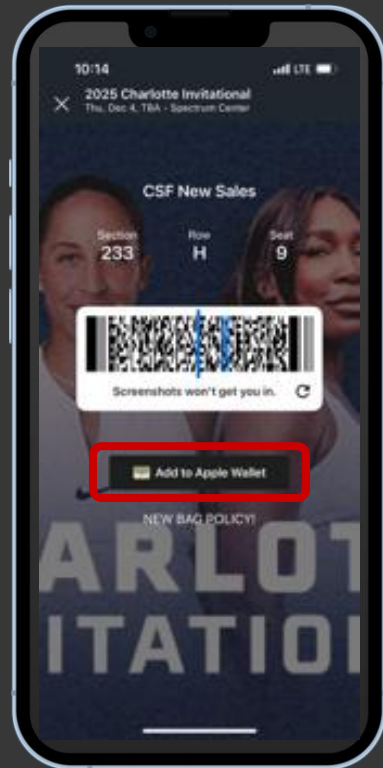 10:14
LTE
2025 Charlotte Invitational
Thu, Dec 4, TBA - Spectrum Center
CSF New Sales
Section Row Seat
233 H 9
Screenshots won't get you in.
Add to Apple Wallet
NEW BAG POLICY!
ARLOT
ITATIO